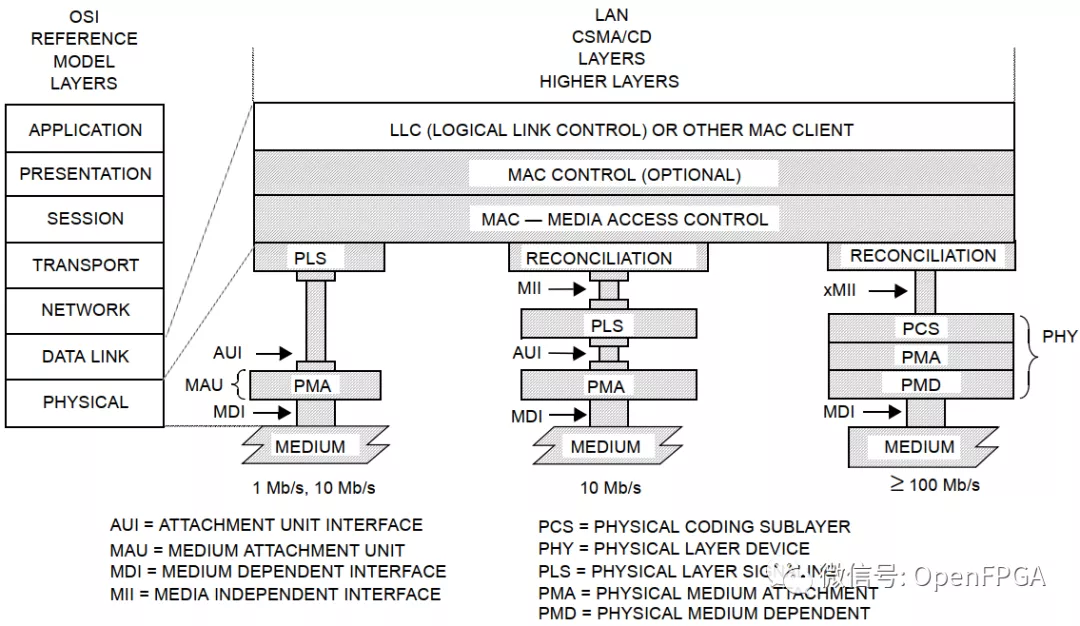 OSI
REFERENCE
MODEL
LAYERS
LAN
CSMA/CD
LAYERS
HIGHER LAYERS
APPLICATION
PRESENTATION
SESSION
TRANSPORT
NETWORK
DATA LINK
PHYSICAL
LLC (LOGICAL LINK CONTROL) OR OTHER MAC CLIENT
MAC CONTROL (OPTIONAL)
MAC — MEDIA ACCESS CONTROL
PLS
AUI
MAU
PMA
MDI
MEDIUM
1 Mb/s, 10 Mb/s
RECONCILIATION
MII
PLS
AUI
PMA
MDI
MEDIUM
10 Mb/s
RECONCILIATION
xMII
PCS
PMA
PMD
PHY
MDI
MEDIUM
≥ 100 Mb/s
AUI = ATTACHMENT UNIT INTERFACE
MAU = MEDIUM ATTACHMENT UNIT
MDI = MEDIUM DEPENDENT INTERFACE
MII = MEDIA INDEPENDENT INTERFACE
PCS = PHYSICAL CODING SUBLAYER
PHY = PHYSICAL LAYER DEVICE
PLS = PHYSICAL LAYER
PMA = PHYSICAL MEDIUM ATTACHMENT
PMD = PHYSICAL MEDIUM DEPENDENT
微信号: OpenFPGA